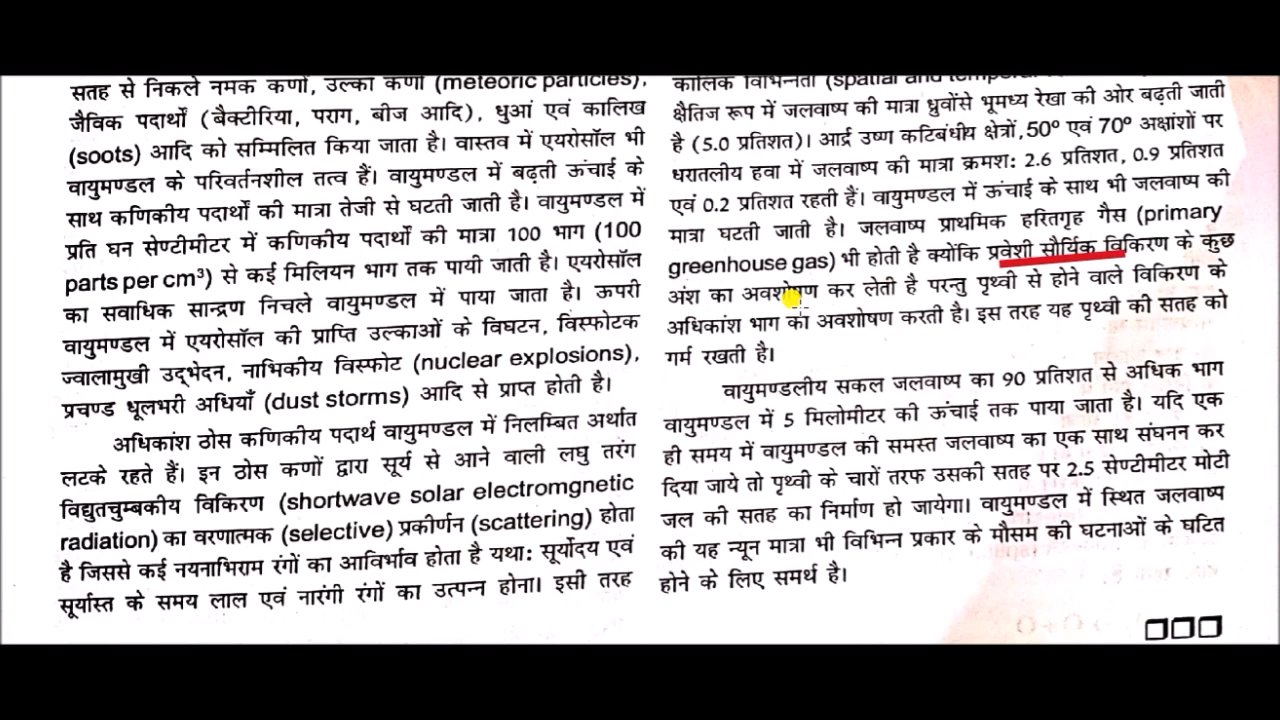 सतह से निकले नमक कणों, उल्का कणों (meteoric particles),
जैविक पदार्थों (बैक्टीरिया, पराग, बीज आदि), धुआं एवं कालिख
(soots) आदि को सम्मिलित किया जाता है। वास्तव में एयरोसॉल भी
वायुमण्डल के परिवर्तनशील तत्व हैं। वायुमण्डल में बढ़ती ऊंचाई के
साथ कणिकीय पदार्थों की मात्रा तेजी से घटती जाती है। वायुमण्डल में
प्रति घन सेण्टीमीटर में कणिकीय पदार्थों की मात्रा 100 भाग (100
parts per cm³) से कई मिलियन भाग तक पायी जाती है। एयरोसॉल
का सवाधिक सान्द्रण निचले वायुमण्डल में पाया जाता है। ऊपरी
वायुमण्डल में एयरोसॉल की प्राप्ति उल्काओं के विघटन, विस्फोटक
ज्वालामुखी उद्भेदन, नाभिकीय विस्फोट (nuclear explosions),
प्रचण्ड धूलभरी अधियाँ (dust storms) आदि से प्राप्त होती है।
अधिकांश ठोस कणिकीय पदार्थ वायुमण्डल में निलम्बित अर्थात
लटके रहते हैं। इन ठोस कणों द्वारा सूर्य से आने वाली लघु तरंग
विद्युतचुम्बकीय विकिरण (shortwave solar electromgnetic
radiation) का वरणात्मक (selective) प्रकीर्णन (scattering) होता
है जिससे कई नयनाभिराम रंगों का आविर्भाव होता है यथा: सूर्योदय एवं
सूर्यास्त के समय लाल एवं नारंगी रंगों का उत्पन्न होना। इसी तरह
कालिक विभिन्नता (spatial and
क्षैतिज रूप में जलवाष्प की मात्रा ध्रुवोंसे भूमध्य रेखा की ओर बढ़ती जाती
है (5.0 प्रतिशत)। आर्द्र उष्ण कटिबंधीय क्षेत्रों, 50º एवं 70º अक्षांशों पर
धरातलीय हवा में जलवाष्प की मात्रा क्रमश: 2.6 प्रतिशत, 0.9 प्रतिशत
एवं 0.2 प्रतिशत रहती हैं। वायुमण्डल में ऊंचाई के साथ भी जलवाष्प की
मात्रा घटती जाती है। जलवाष्प प्राथमिक हरितगृह गैस (primary
greenhouse gas) भी होती है क्योंकि प्रवेशी सौर्यिक विकिरण के कुछ
अंश का अवशोषण कर लेती है परन्तु पृथ्वी से होने वाले विकिरण के
अधिकांश भाग का अवशोषण करती है। इस तरह यह पृथ्वी की सतह को
गर्म रखती है।
वायुमण्डलीय सकल जलवाष्प का 90 प्रतिशत से अधिक भाग
वायुमण्डल में 5 मिलोमीटर की ऊंचाई तक पाया जाता है। यदि एक
ही समय में वायुमण्डल की समस्त जलवाष्प का एक साथ संघनन कर
दिया जाये तो पृथ्वी के चारों तरफ उसकी सतह पर 2.5 सेण्टीमीटर मोटी
जल की सतह का निर्माण हो जायेगा। वायुमण्डल में स्थित जलवाष्प
की यह न्यून मात्रा भी विभिन्न प्रकार के मौसम की घटनाओं के घटित
होने के लिए समर्थ है।